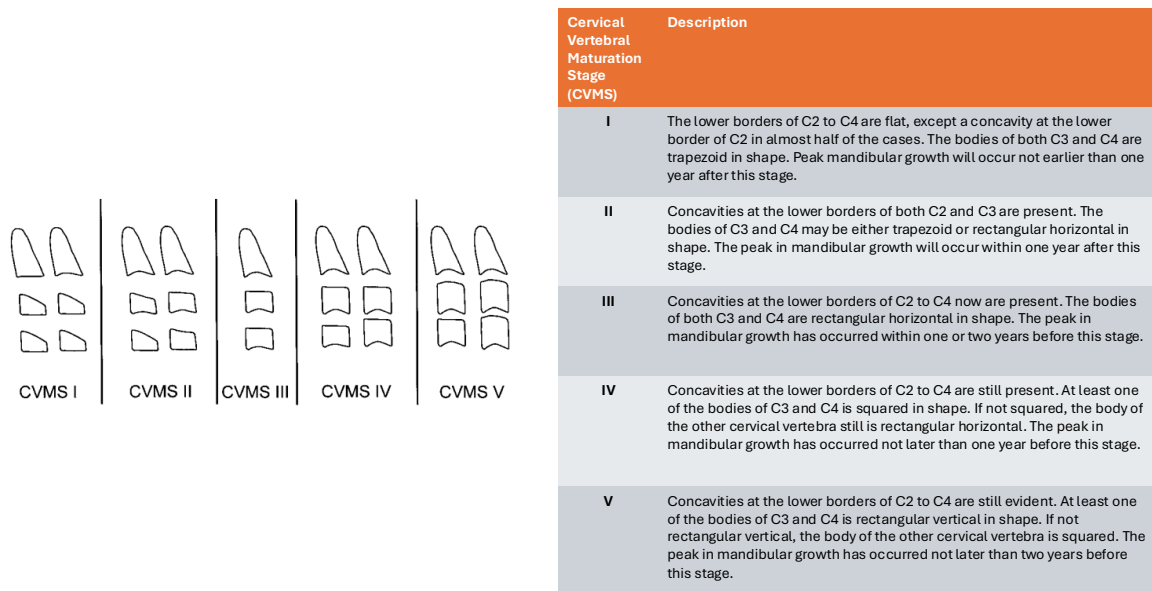 CVMS I
CVMS II
CVMS III
CVMS IV
CVMS V
Cervical
Vertebral
Maturation
Stage
(CVMS)
Description
I
The lower borders of C2 to C4 are flat, except a concavity at the lower
border of C2 in almost half of the cases. The bodies of both C3 and C4 are
trapezoid in shape. Peak mandibular growth will occur not earlier than one
year after this stage.
II
Concavities at the lower borders of both C2 and C3 are present. The
bodies of C3 and C4 may be either trapezoid or rectangular horizontal in
shape. The peak in mandibular growth will occur within one year after this
stage.
III
Concavities at the lower borders of C2 to C4 now are present. The bodies
of both C3 and C4 are rectangular horizontal in shape. The peak in
mandibular growth has occurred within one or two years before this stage.
IV
Concavities at the lower borders of C2 to C4 are still present. At least one
of the bodies of C3 and C4 is squared in shape. If not squared, the body of
the other cervical vertebra still is rectangular horizontal. The peak in
mandibular growth has occurred not later than one year before this stage.
V
Concavities at the lower borders of C2 to C4 are still evident. At least one
of the bodies of C3 and C4 is rectangular vertical in shape. If not
rectangular vertical, the body of the other cervical vertebra is squared. The
peak in mandibular growth has occurred not later than two years before
this stage.